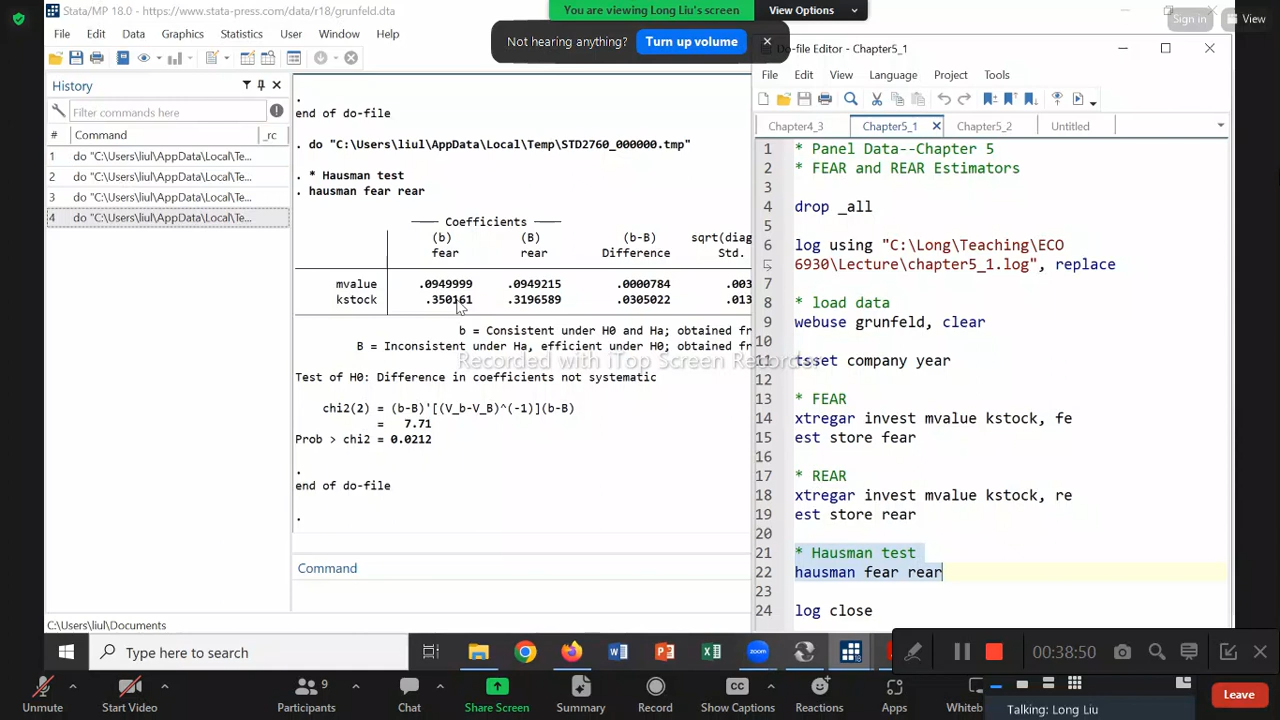 Stata/MP 18.0 - https://www.stata-press.com/data/r18/grunfeld.dta
You are viewing Long Liu's screen
View Options
Sign in
View
File Edit Data Graphics Statistics User Window Help
Not hearing anything? Turn up volume
Do-file Editor - Chapter5_1
File Edit View Language Project Tools
History
Filter commands here
# Command _rc
1 do "C:\Users\liul\AppData\Local\Te...
2 do "C:\Users\liul\AppData\Local\Te...
3 do "C:\Users\liul\AppData\Local\Te...
4 do "C:\Users\liul\AppData\Local\Te...
.
end of do-file
. do "C:\Users\liul\AppData\Local\Temp\STD2760_000000.tmp"
. * Hausman test
. hausman fear rear
Coefficients
(b) (B) (b-B) sqrt(diag
fear rear Difference Std.
mvalue .0949999 .0949215 .0000784 .003
kstock .350161 .3196589 .0305022 .013
b = Consistent under H0 and Ha; obtained fr
B = Inconsistent under Ha, efficient under H0; obtained fr
Recorded with iTop Screen Recorder
Test of H0: Difference in coefficients not systematic
chi2(2) = (b-B)'[(V_b-V_B)^(-1)](b-B)
= 7.71
Prob > chi2 = 0.0212
.
end of do-file
.
Command
C:\Users\liul\Documents
Chapter4_3 Chapter5_1 Chapter5_2 Untitled
1 * Panel Data--Chapter 5
2 * FEAR and REAR Estimators
3
4 drop _all
5
6 log using "C:\Long\Teaching\ECO
6930\Lecture\chapter5_1.log", replace
7
8 * load data
9 webuse grunfeld, clear
10
11 tsset company year
12
13 * FEAR
14 xtregar invest mvalue kstock, fe
15 est store fear
16
17 * REAR
18 xtregar invest mvalue kstock, re
19 est store rear
20
21 * Hausman test
22 hausman fear rear
23
24 log close
Type here to search
00:38:50
Unmute
Start Video
9
Participants
Chat
Share Screen
Summary
Record
CC
Show Captions
Reactions
Apps
Whiteb
Talking: Long Liu
Leave